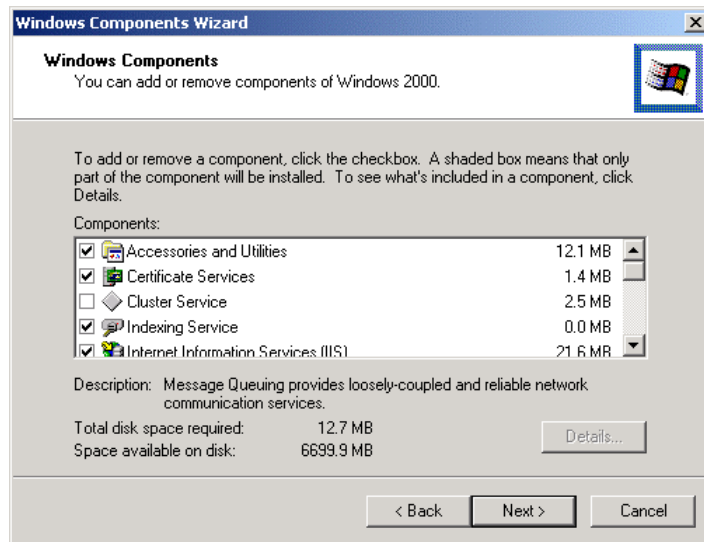 Windows Components Wizard
Windows Components
You can add or remove components of Windows 2000.
To add or remove a component, click the checkbox. A shaded box means that only
part of the component will be installed. To see what's included in a component, click
Details.
Components:
Accessories and Utilities 12.1 MB
Certificate Services 1.4 MB
Cluster Service 2.5 MB
Indexing Service 0.0 MB
Internet Information Services (IIS) 21.6 MB
Description: Message Queuing provides loosely-coupled and reliable network
communication services.
Total disk space required: 12.7 MB
Space available on disk: 6699.9 MB
Details...
< Back Next > Cancel